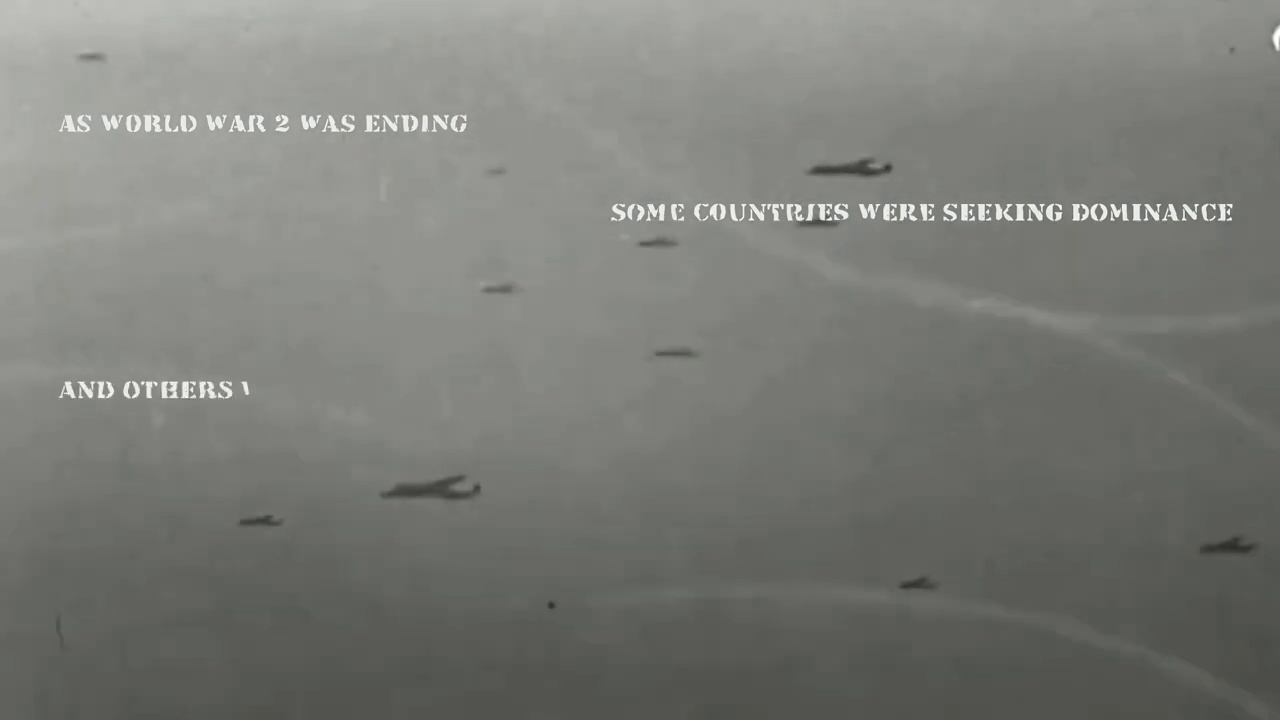 AS WORLD WAR 2 WAS ENDING
SOME COUNTRIES WERE SEEKING DOMINANCE
AND OTHERS